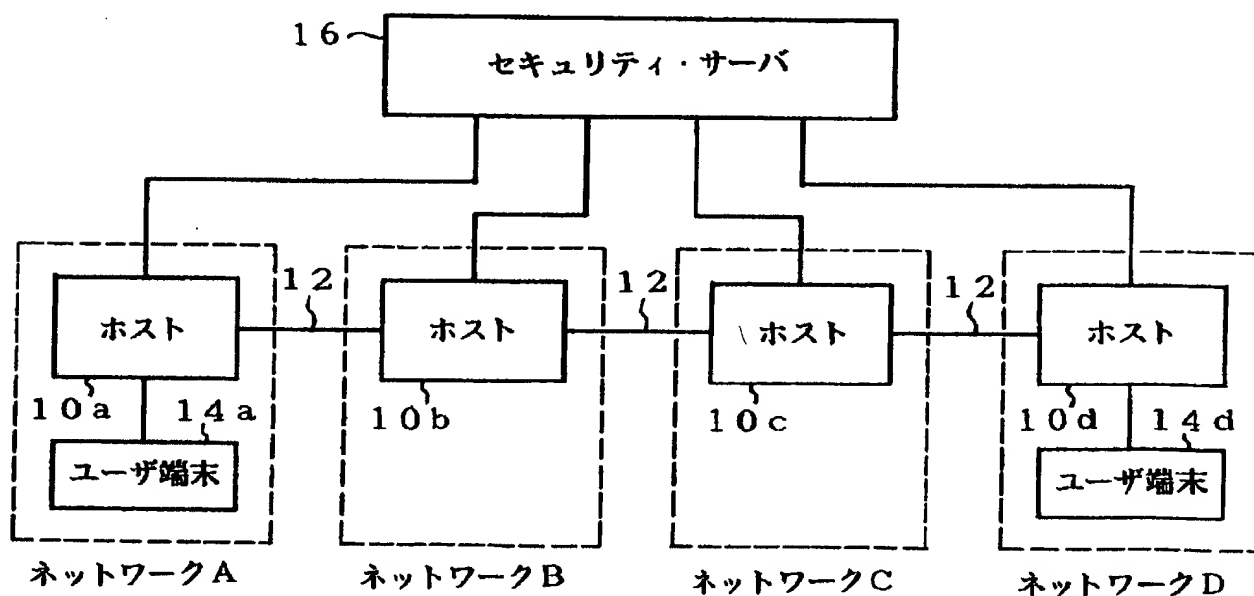 16
セキュリティ・サーバ
12
12
12
ホスト
ホスト
ホスト
ホスト
10a
14a
10b
10c
10d
14d
ユーザ端末
ユーザ端末
ネットワークA
ネットワークB
ネットワークC
ネットワークD